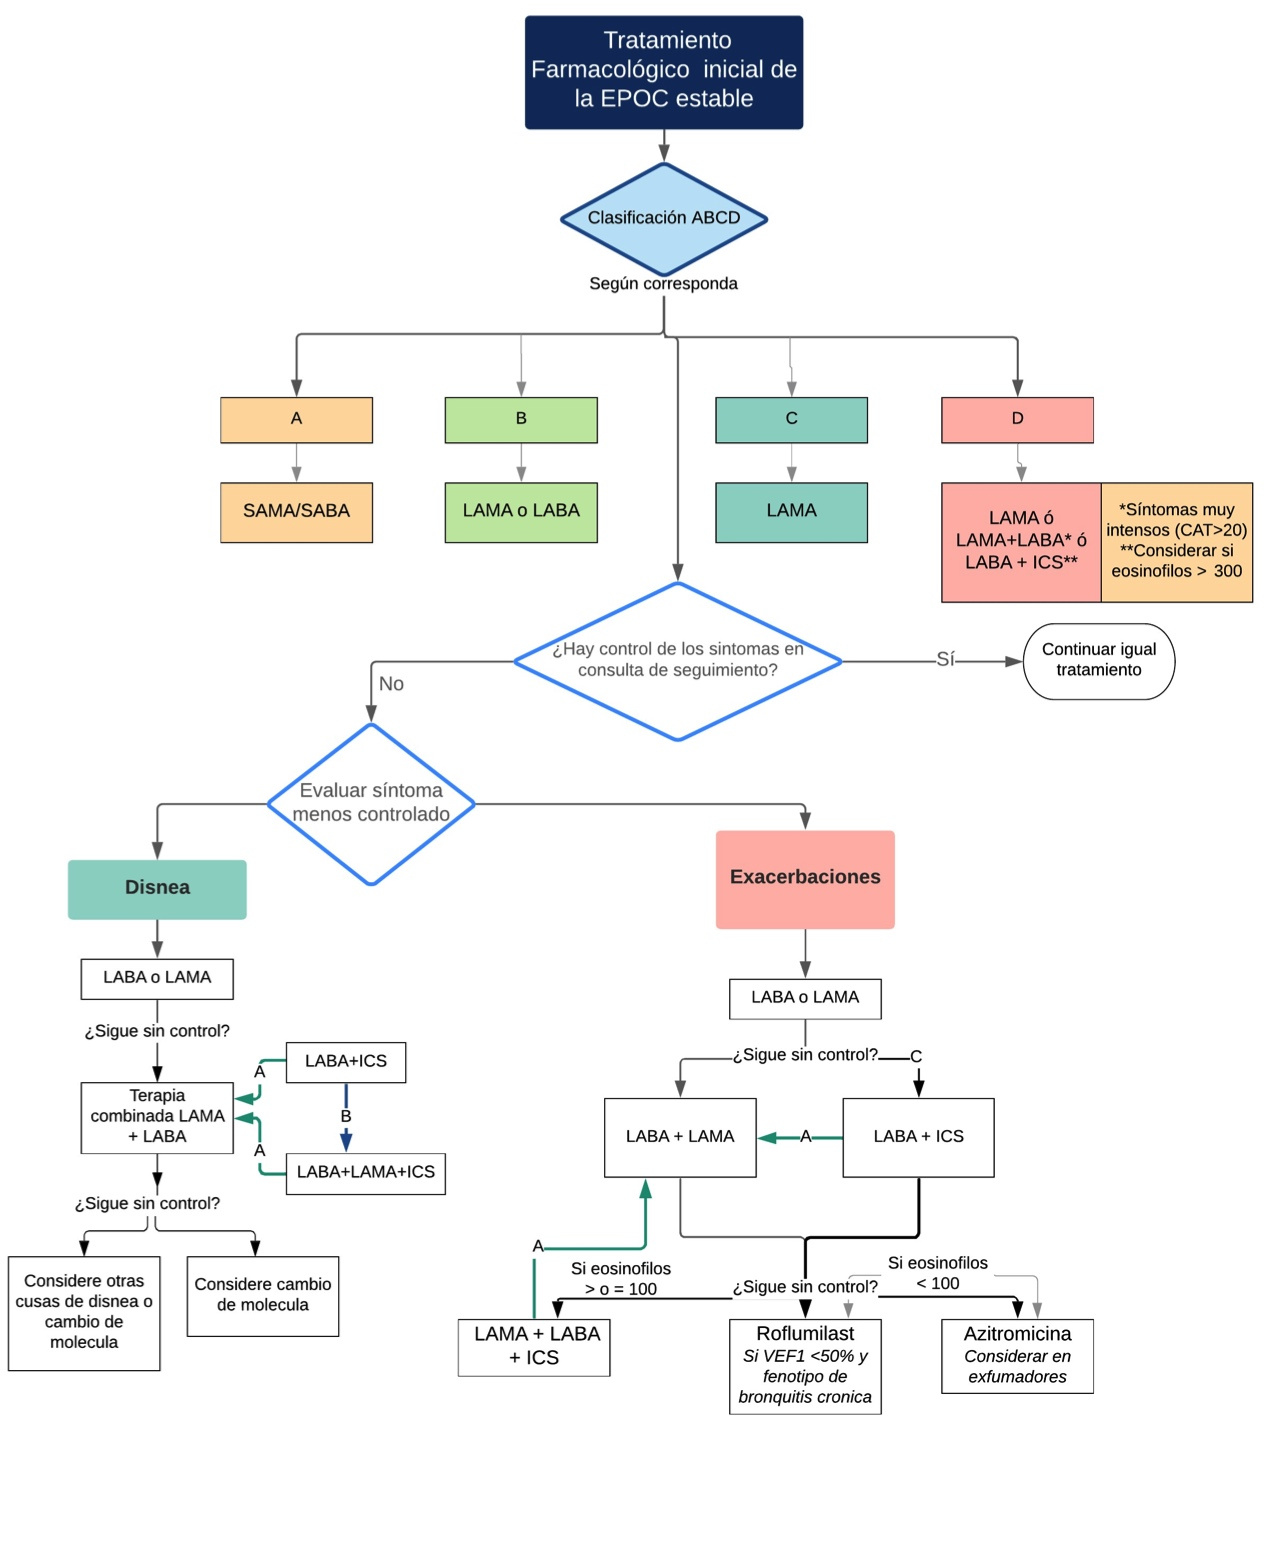 Tratamiento
Farmacológico inicial de
la EPOC estable
Clasificación ABCD
Según corresponda
A
B
C
D
SAMA/SABA
LAMA o LABA
LAMA
LAMA ó
LAMA+LABA* ó
LABA + ICS**
*Síntomas muy
intensos (CAT>20)
**Considerar si
eosinofilos > 300
¿Hay control de los sintomas en
consulta de seguimiento?
Sí
Continuar igual
tratamiento
No
Evaluar síntoma
menos controlado
Disnea
Exacerbaciones
LABA o LAMA
¿Sigue sin control?
LABA+ICS
A
B
Terapia
combinada LAMA
+ LABA
A
LABA+LAMA+ICS
¿Sigue sin control?
Considere otras
cusas de disnea o
cambio de
molecula
Considere cambio
de molecula
LABA o LAMA
¿Sigue sin control?
C
LABA + LAMA
A
LABA + ICS
A
Si eosinofilos
> o = 100
¿Sigue sin control?
Si eosinofilos
< 100
LAMA + LABA
+ ICS
Roflumilast
Si VEF1 <50% y
fenotipo de
bronquitis cronica
Azitromicina
Considerar en
exfumadores